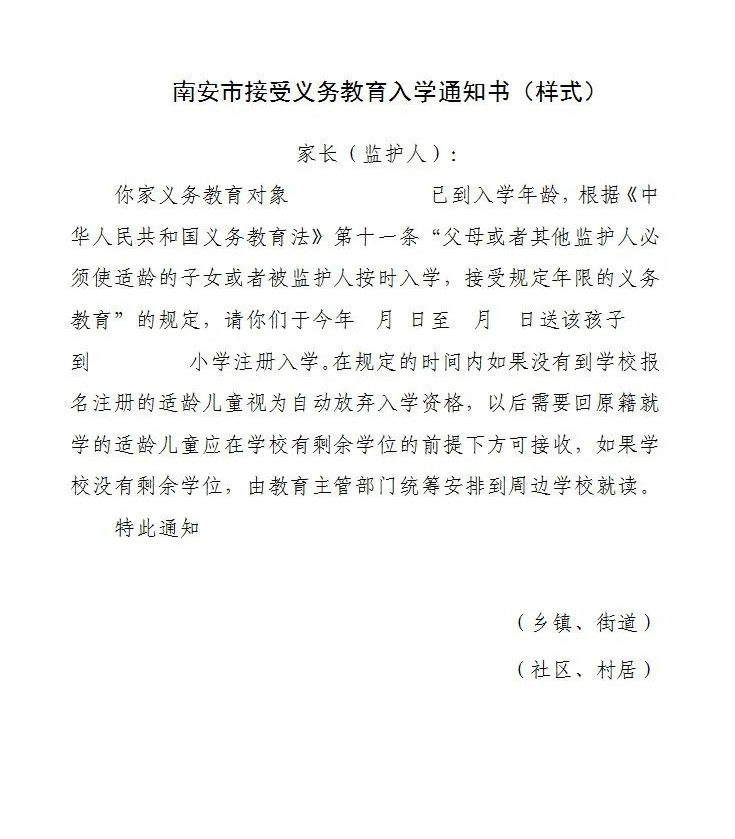 南安市接受义务教育入学通知书（样式）
家长（监护人）:
你家义务教育对象 已到入学年龄，根据《中
华人民共和国义务教育法》第十一条“父母或者其他监护人必
须使适龄的子女或者被监护人按时入学，接受规定年限的义务
教育”的规定，请你们于今年 月 日至 月 日送该孩子
到 小学注册入学。在规定的时间内如果没有到学校报
名注册的适龄儿童视为自动放弃入学资格，以后需要回原籍就
学的适龄儿童应在学校有剩余学位的前提下方可接收，如果学
校没有剩余学位，由教育主管部门统筹安排到周边学校就读。
特此通知
（乡镇、街道）
（社区、村居）